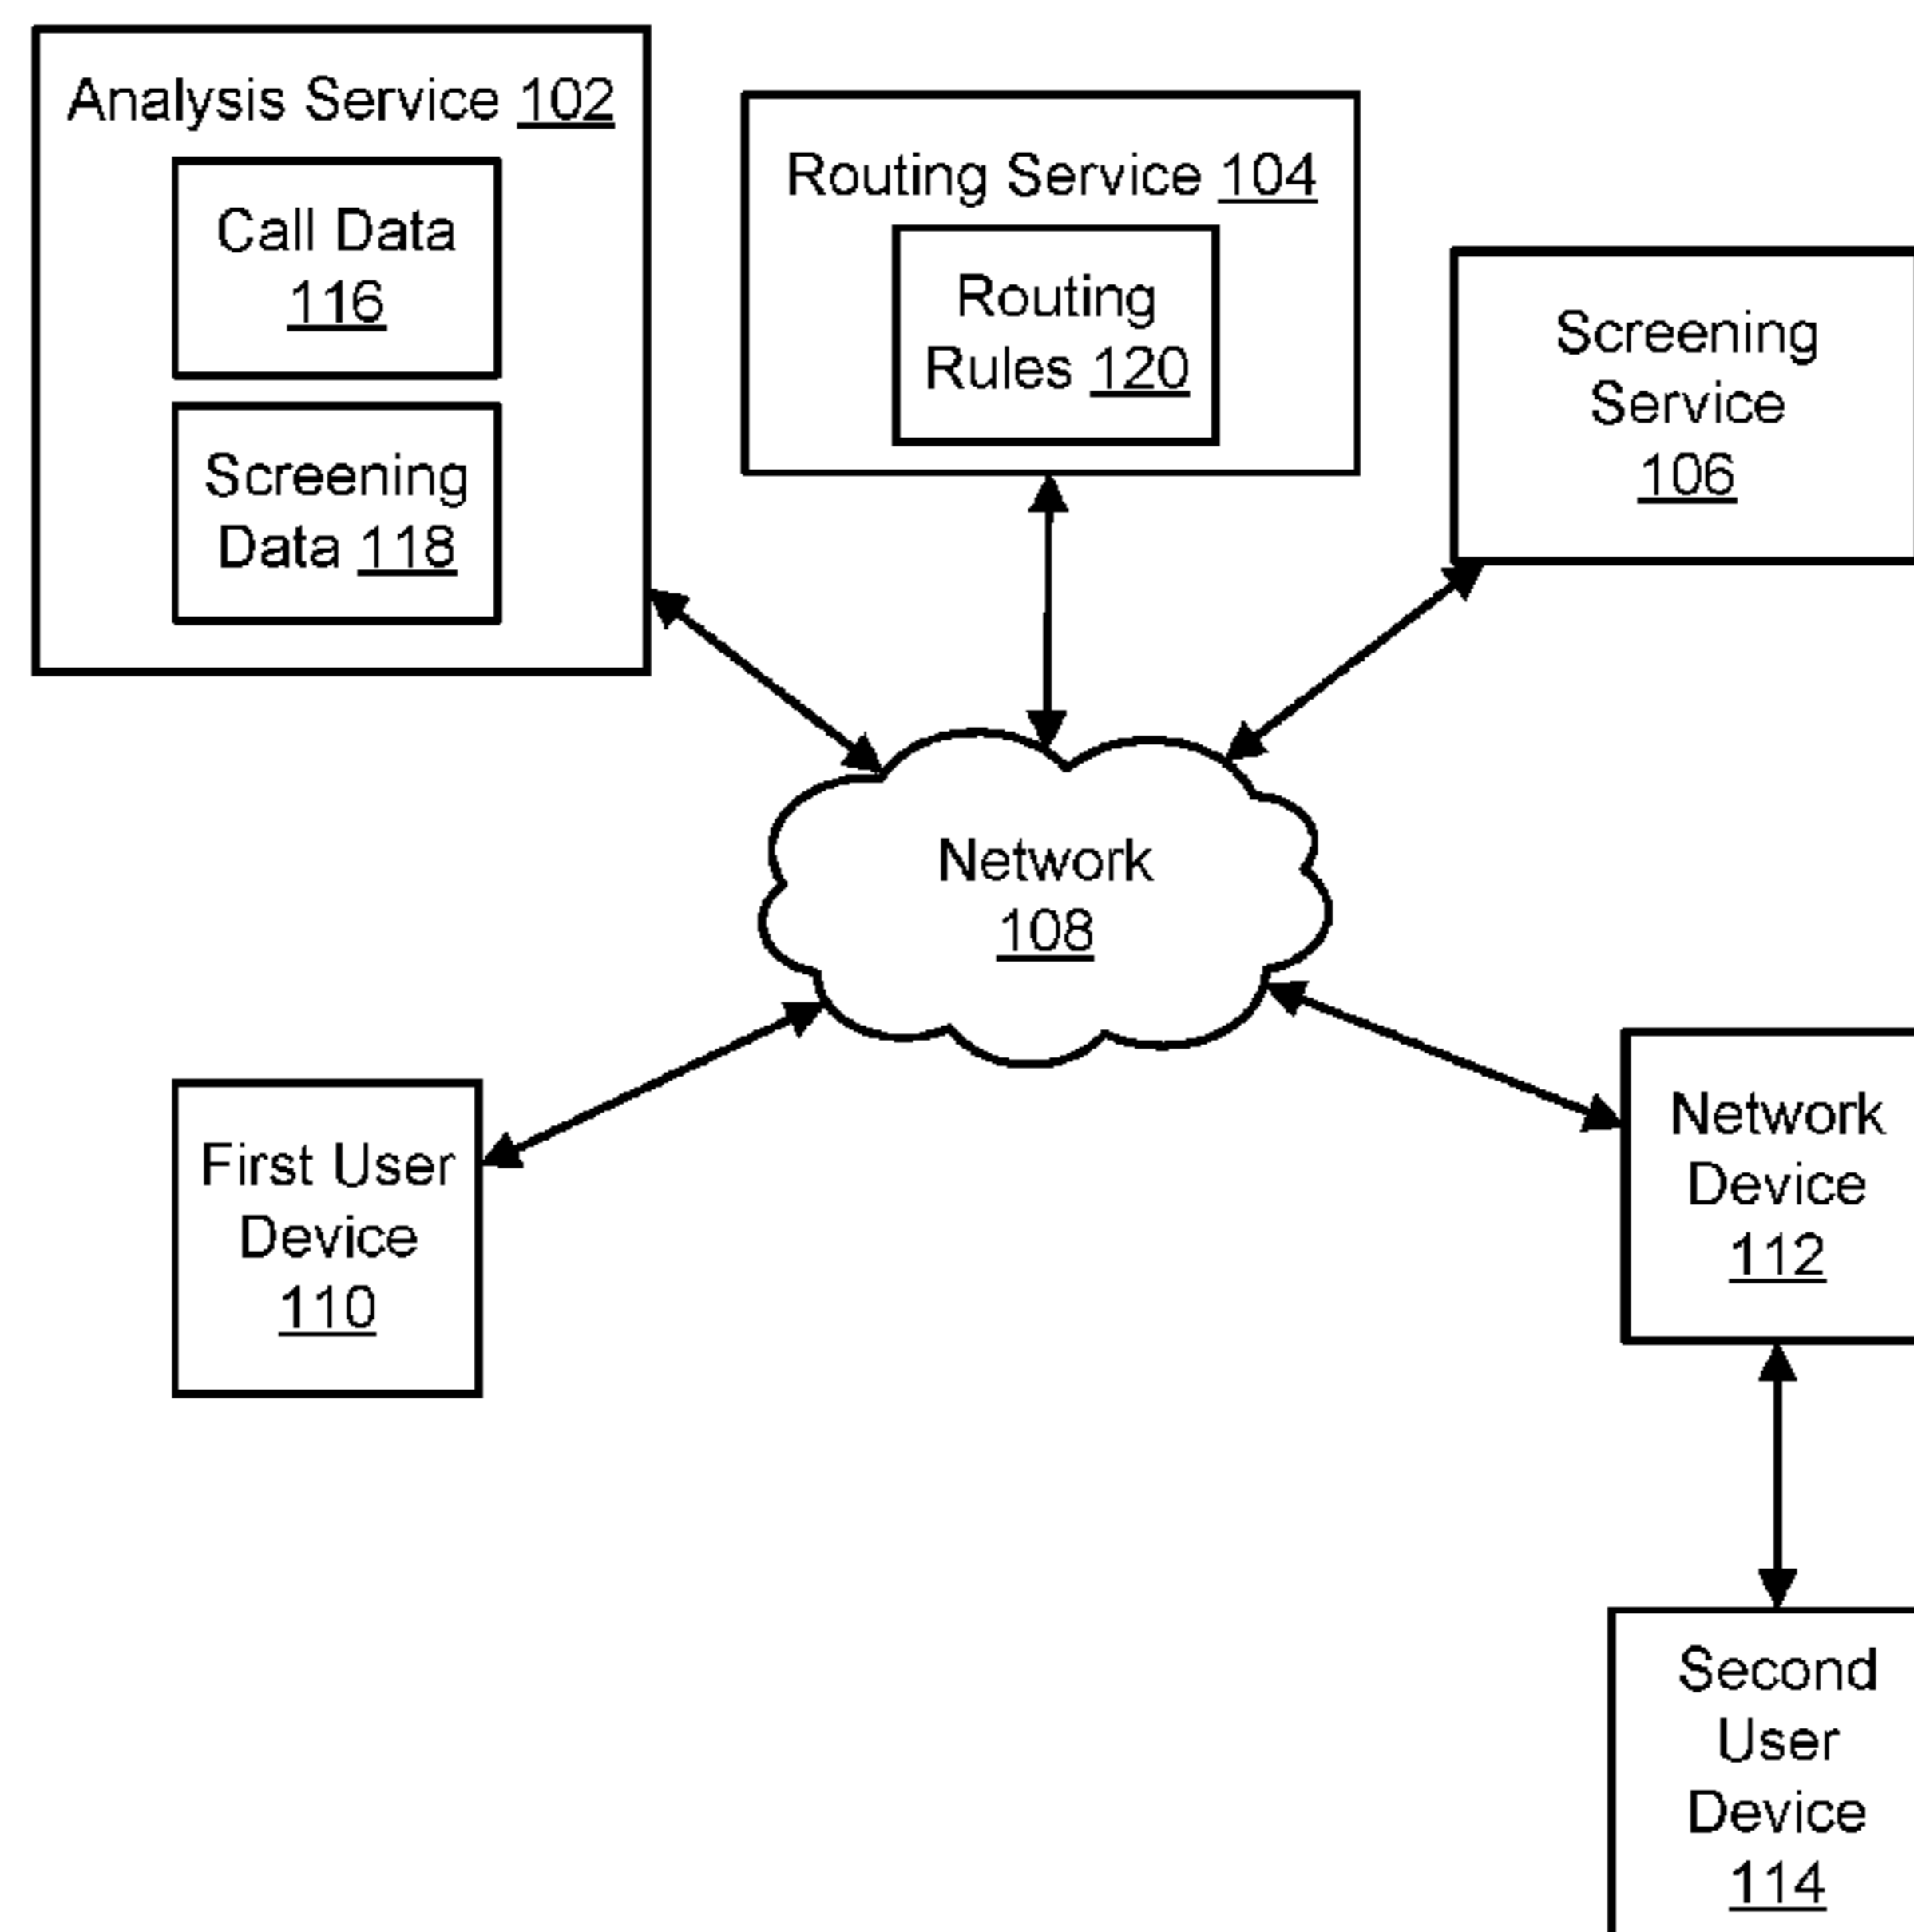 Analysis Service 102
Call Data
116
Screening
Data 118
Routing Service 104
Routing
Rules 120
Screening
Service
106
Network
108
First User
Device
110
Network
Device
112
Second
User
Device
114